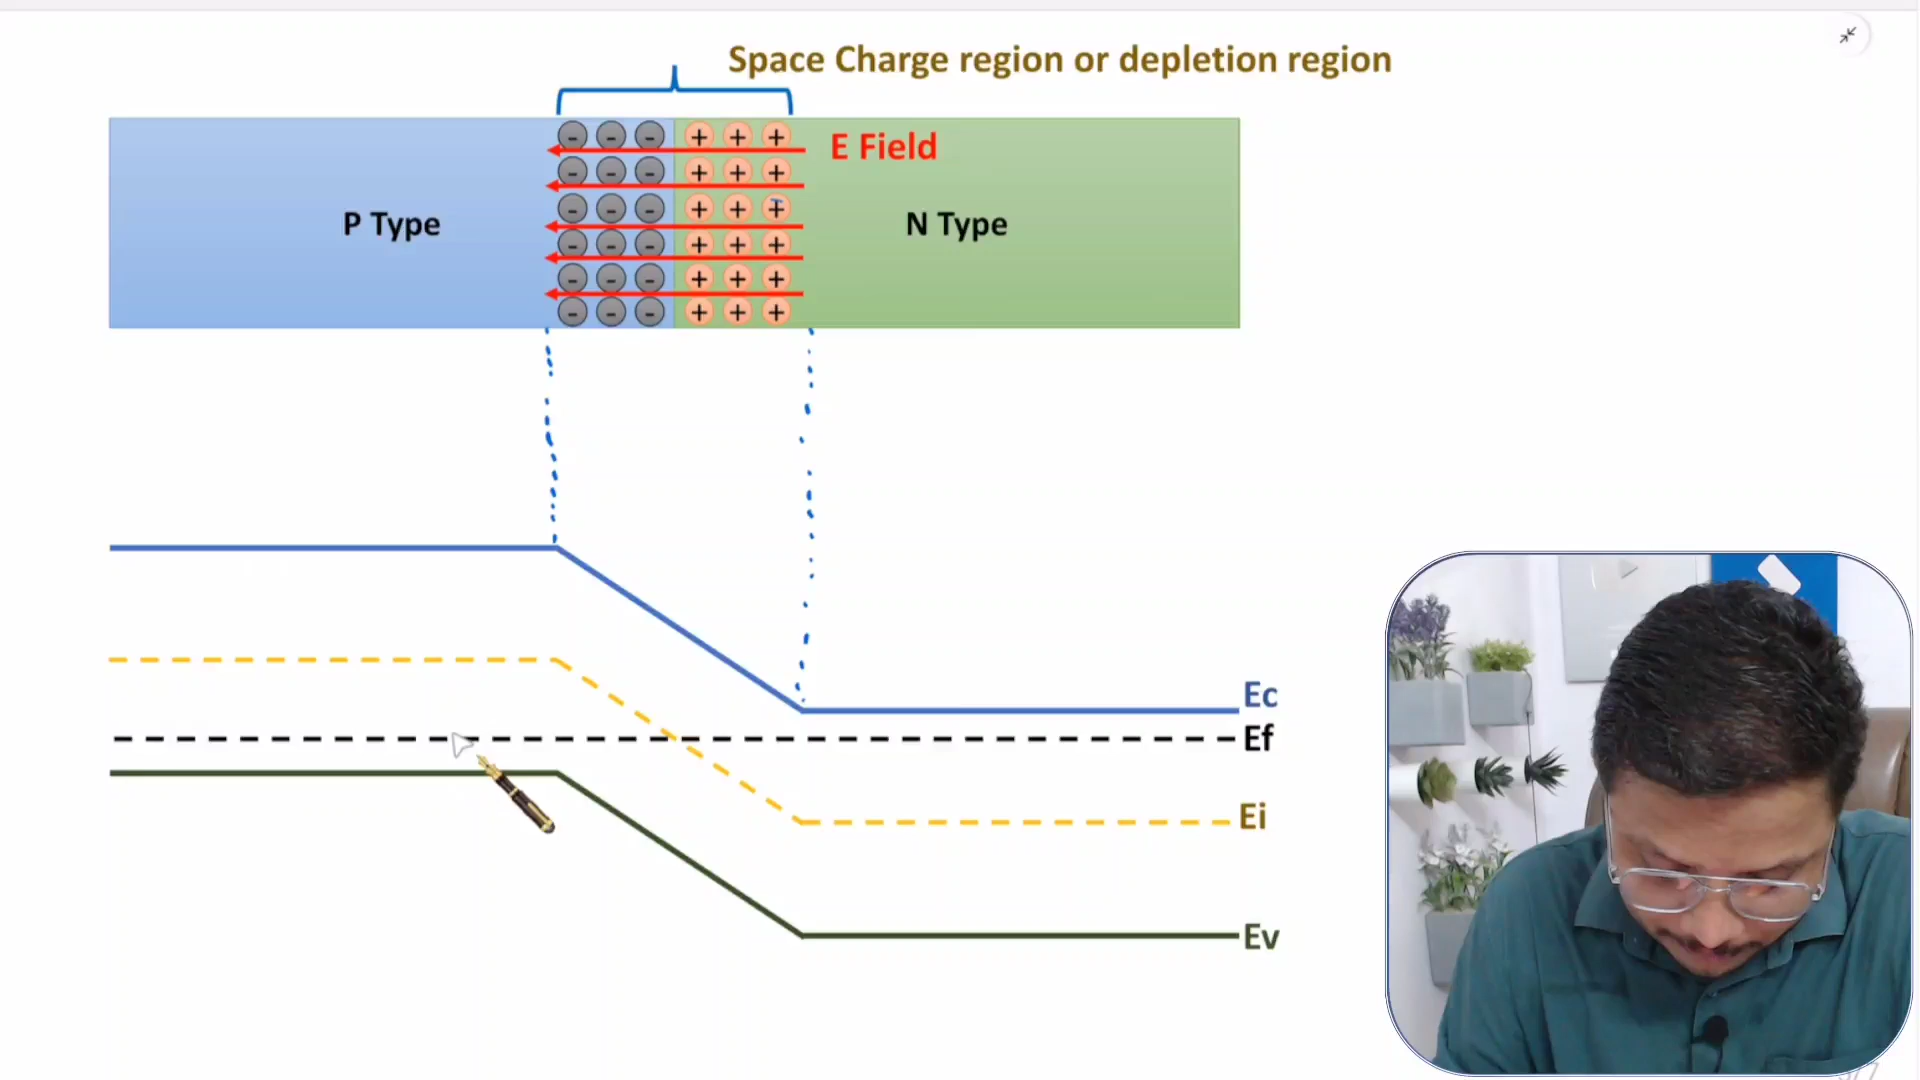 Space Charge region or depletion region
- - - + + + E Field
- - - + + +
- - - + + +
P Type
N Type
- - - + + +
- - - + + +
- - - + + +
Ec
Ef
Ei
Ev